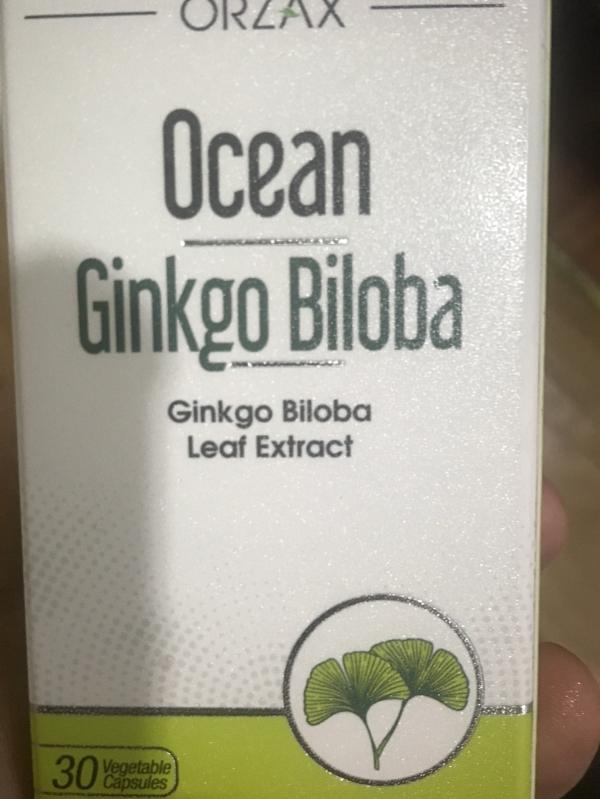 ORZAX
Ocean
Ginkgo Biloba
Ginkgo Biloba
Leaf Extract
30 Vegetable
Capsules